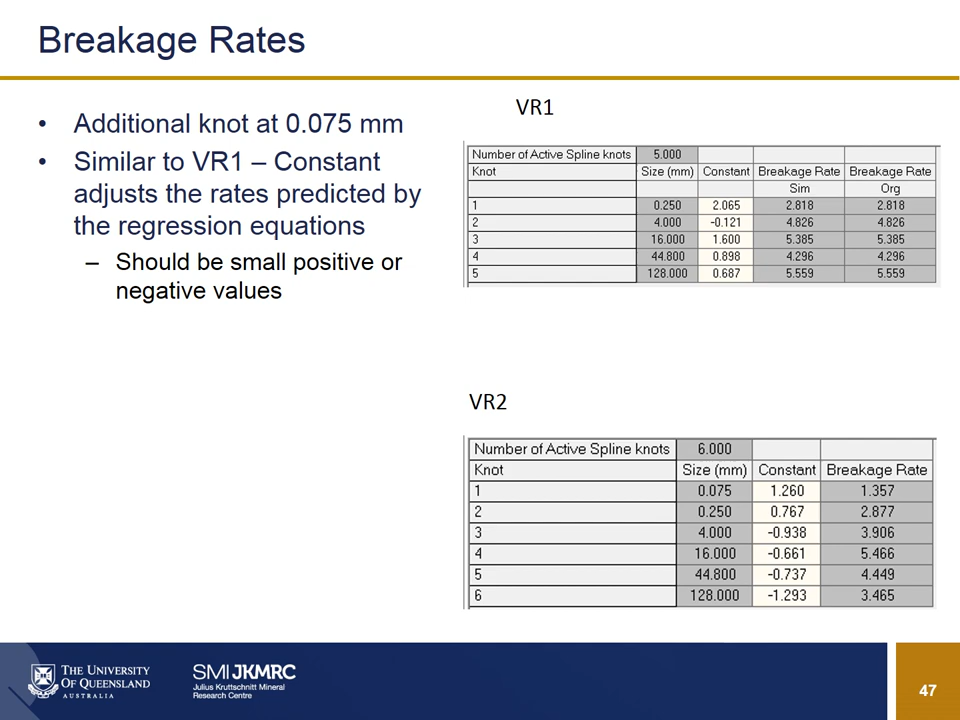 Breakage Rates
• Additional knot at 0.075 mm
• Similar to VR1 – Constant
adjusts the rates predicted by
the regression equations
– Should be small positive or
negative values
VR1
Number of Active Spline knots 5.000
Knot Size (mm) Constant Breakage Rate Breakage Rate
Sim Org
1 0.250 2.065 2.818 2.818
2 4.000 -0.121 4.826 4.826
3 16.000 1.600 5.385 5.385
4 44.800 0.898 4.296 4.296
5 128.000 0.687 5.559 5.559
VR2
Number of Active Spline knots 6.000
Knot Size (mm) Constant Breakage Rate
1 0.075 1.260 1.357
2 0.250 0.767 2.877
3 4.000 -0.938 3.906
4 16.000 -0.661 5.466
5 44.800 -0.737 4.449
6 128.000 -1.293 3.465
THE UNIVERSITY
OF QUEENSLAND
AUSTRALIA
SMI JKMRC
Julius Kruttschnitt Mineral
Research Centre
47